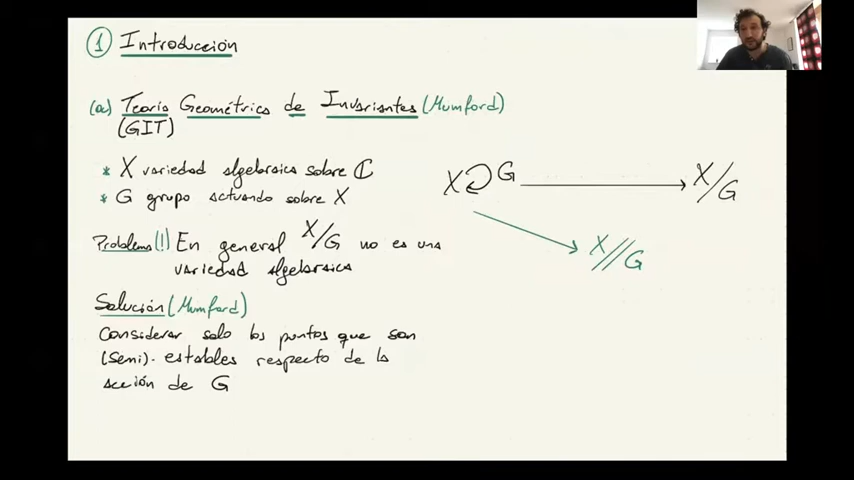 ① Introducción
(a) Teoría Geométrica de Invariantes (Mumford)
(GIT)
* X variedad algebraica sobre ℂ
* G grupo actuando sobre X
X G X/G
X//G
Problema(!) En general X/G no es una
variedad algebraica
Solución (Mumford)
Considerar solo los puntos que son
(semi)-estables respecto de la
acción de G